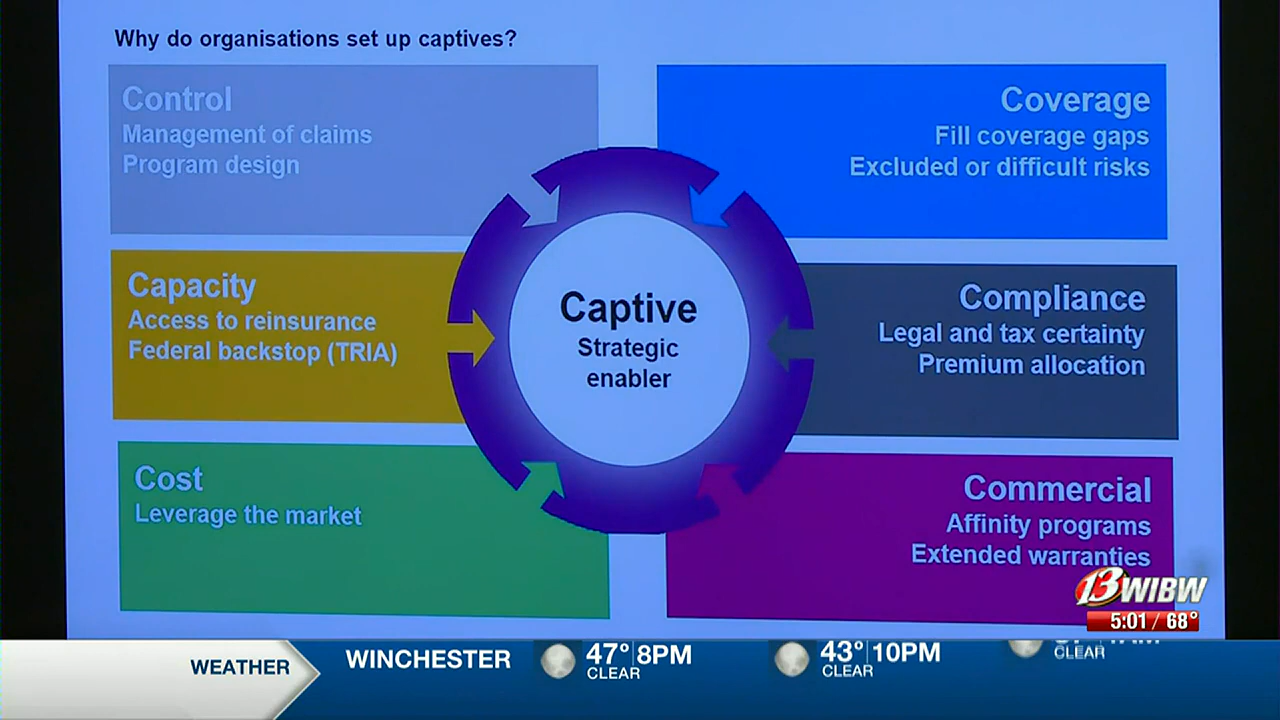 Why do organisations set up captives?
Control
Management of claims
Program design
Coverage
Fill coverage gaps
Excluded or difficult risks
Capacity
Access to reinsurance
Federal backstop (TRIA)
Captive
Strategic
enabler
Compliance
Legal and tax certainty
Premium allocation
Cost
Leverage the market
Commercial
Affinity programs
Extended warranties
13 WIBW
5:01 / 68°
WEATHER
WINCHESTER
47° 8PM
CLEAR
43° 10PM
CLEAR
CLEAR